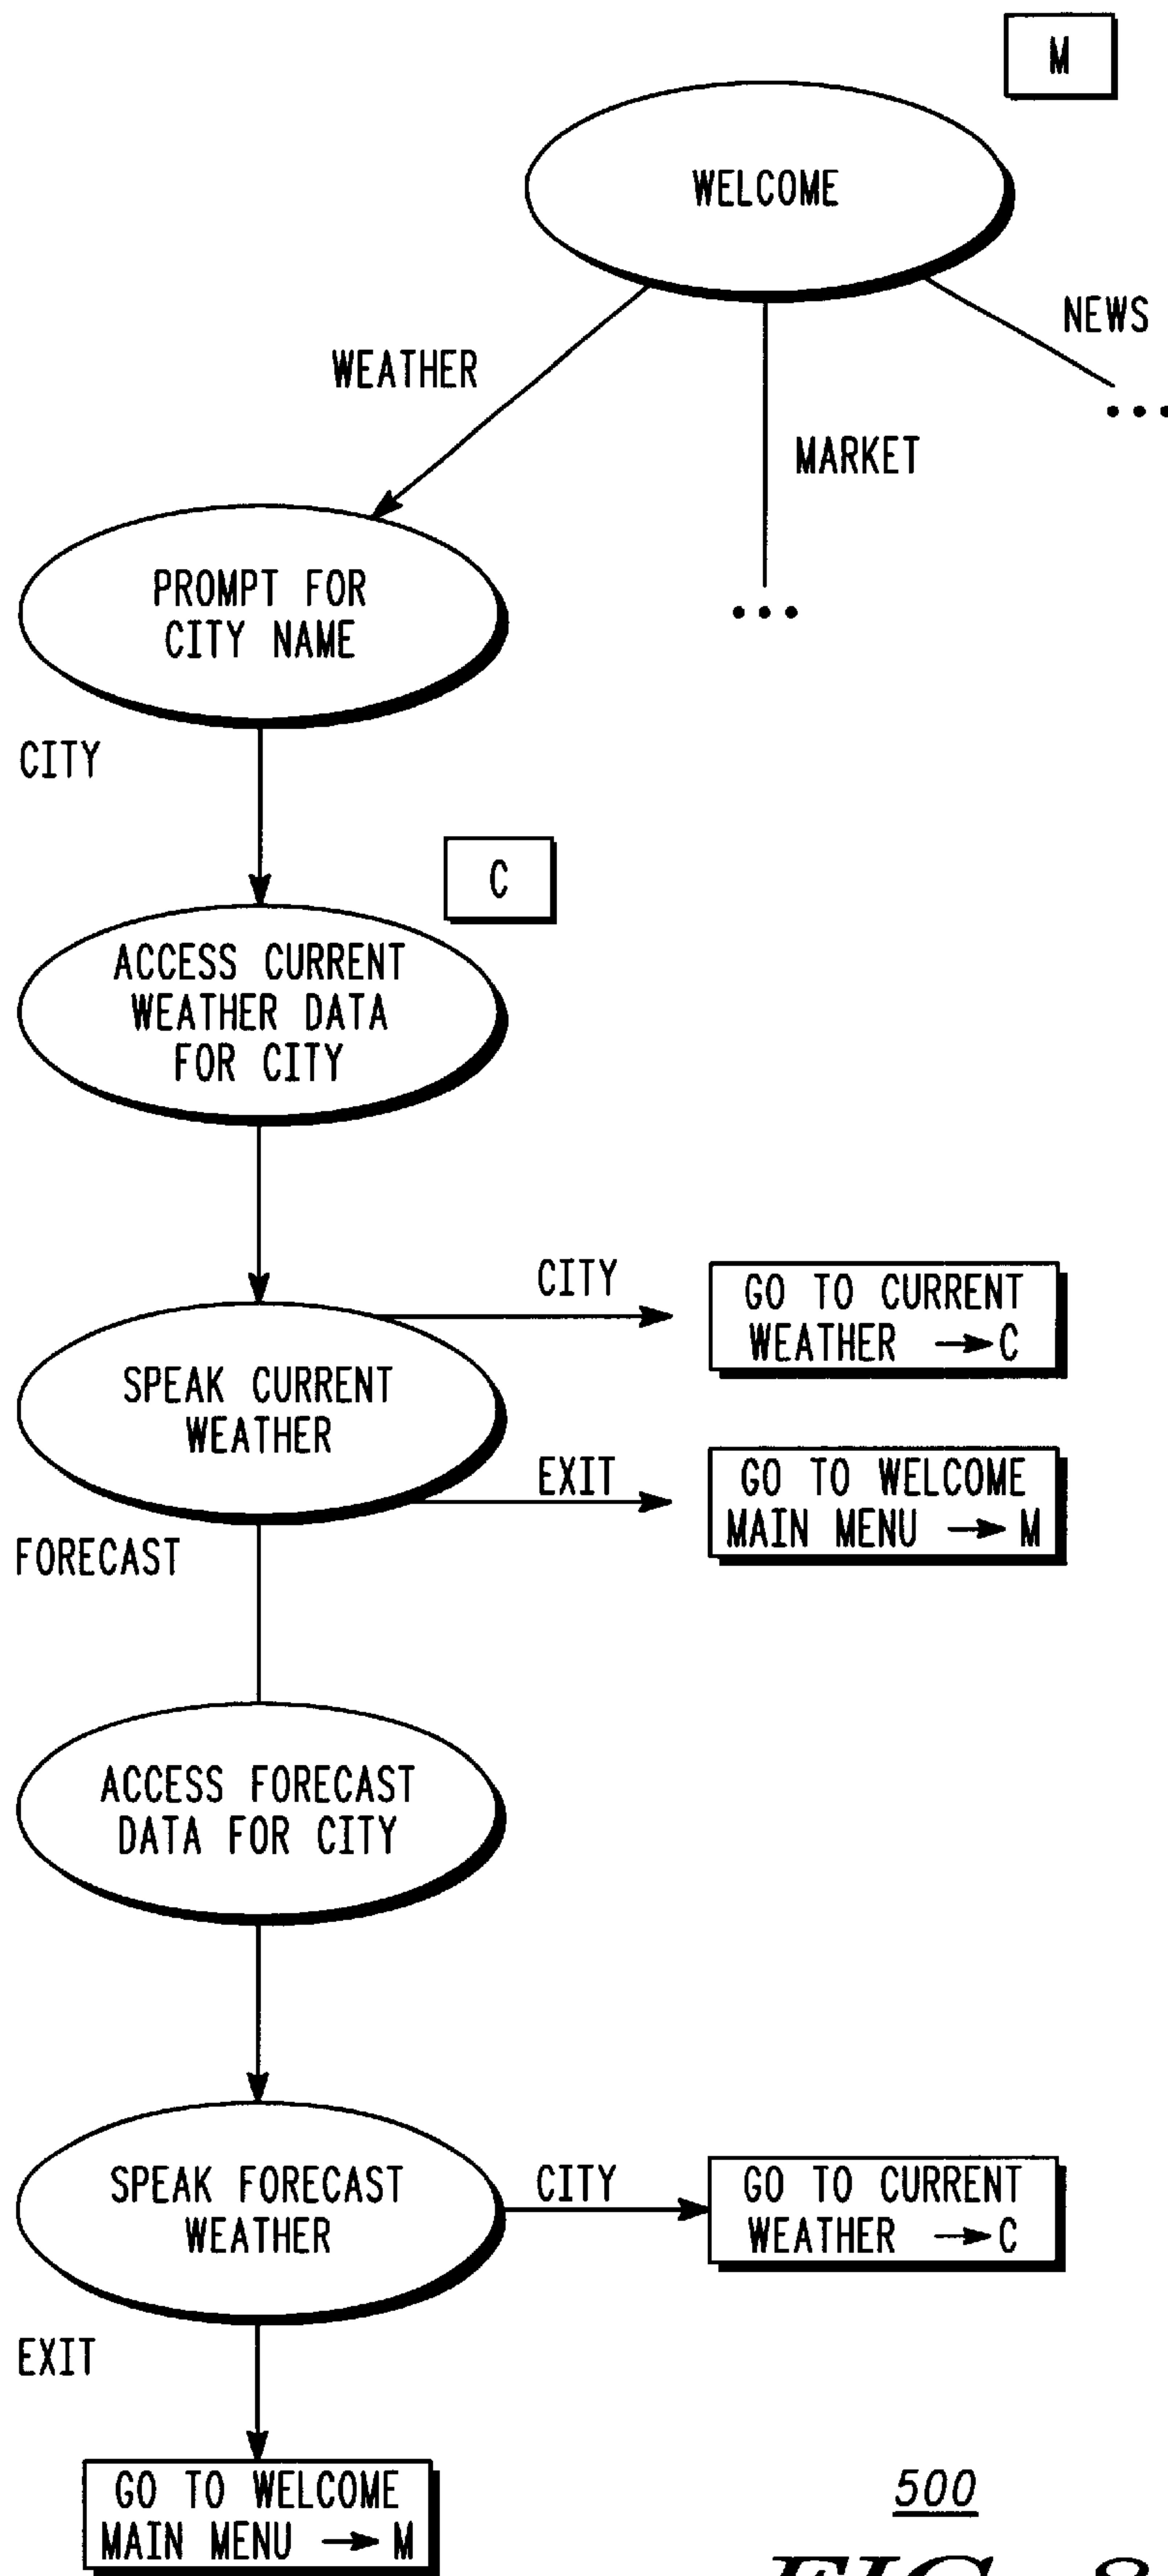 M
WELCOME
NEWS
WEATHER
•••
MARKET
PROMPT FOR
CITY NAME
•••
CITY
C
ACCESS CURRENT
WEATHER DATA
FOR CITY
CITY
GO TO CURRENT
WEATHER → C
SPEAK CURRENT
WEATHER
EXIT
GO TO WELCOME
MAIN MENU → M
FORECAST
ACCESS FORECAST
DATA FOR CITY
SPEAK FORECAST
WEATHER
CITY
GO TO CURRENT
WEATHER → C
EXIT
GO TO WELCOME
MAIN MENU → M
500
FIG. 8